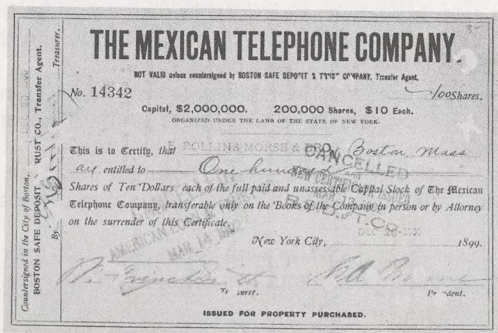 THE MEXICAN TELEPHONE COMPANY.
NOT VALID unless countersigned by BOSTON SAFE DEPOSIT & TRUST COMPANY, Transfer Agent.
No. 14342
100 Shares.
Capital, $2,000,000. 200,000 Shares, $10 Each.
ORGANIZED UNDER THE LAWS OF THE STATE OF NEW YORK.
This is to Certify, that ROLLINS MORSE & BRO, Boston, Mass
are entitled to One hundred
Shares of Ten Dollars each of the full paid and unassessable Capital Stock of The Mexican
Telephone Company, transferable only on the Books of the Company in person or by Attorney
on the surrender of this Certificate.
New York City, 1899.
Treasurer. President.
ISSUED FOR PROPERTY PURCHASED.
CANCELLED
AMERICAN
MAR 14 1902
Countersigned in the City of Boston,
BOSTON SAFE DEPOSIT TRUST CO., Transfer Agent.
By Treasurer.